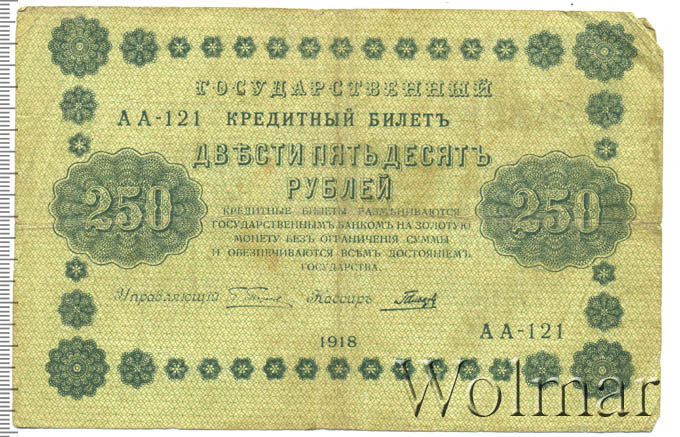 ГОСУДАРСТВЕННЫЙ
АА-121 КРЕДИТНЫЙ БИЛЕТЪ
ДВѢСТИ ПЯТЬДЕСЯТЪ
РУБЛЕЙ
250
250
КРЕДИТНЫЕ БИЛЕТЫ РАЗМѢНИВАЮТСЯ
ГОСУДАРСТВЕННЫМЪ БАНКОМЪ НА ЗОЛОТУЮ
МОНЕТУ БЕЗЪ ОГРАНИЧЕНІЯ СУММЫ
И ОБЕЗПЕЧИВАЮТСЯ ВСѢМЪ ДОСТОЯНІЕМЪ
ГОСУДАРСТВА.
Управляющій Кассиръ
1918
АА-121
Wolmar